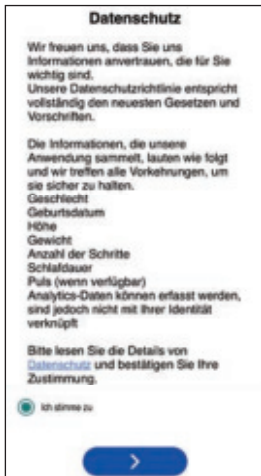 Datenschutz
Wir freuen uns, dass Sie uns
Informationen anvertrauen, die für Sie
wichtig sind.
Unsere Datenschutzrichtlinie entspricht
vollständig den neuesten Gesetzen und
Vorschriften.
Die Informationen, die unsere
Anwendung sammelt, lauten wie folgt
und wir treffen alle Vorkehrungen, um
sie sicher zu halten.
Geschlecht
Geburtsdatum
Höhe
Gewicht
Anzahl der Schritte
Schlafdauer
Puls (wenn verfügbar)
Analytics-Daten können erfasst werden,
sind jedoch nicht mit Ihrer Identität
verknüpft
Bitte lesen Sie die Details von
Datenschutz und bestätigen Sie Ihre
Zustimmung.
Ich stimme zu